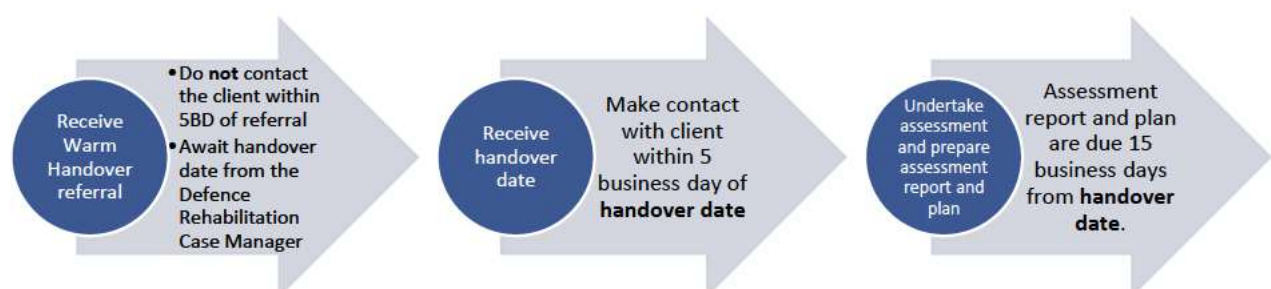 Receive
Warm
Handover
referral
•Do not contact
the client within
5BD of referral
•Await handover
date from the
Defence
Rehabilitation
Case Manager
Receive
handover
date
Make contact
with client
within 5
business day of
handover date
Undertake
assessment
and prepare
assessment
report and
plan
Assessment
report and plan
are due 15
business days
from handover
date.